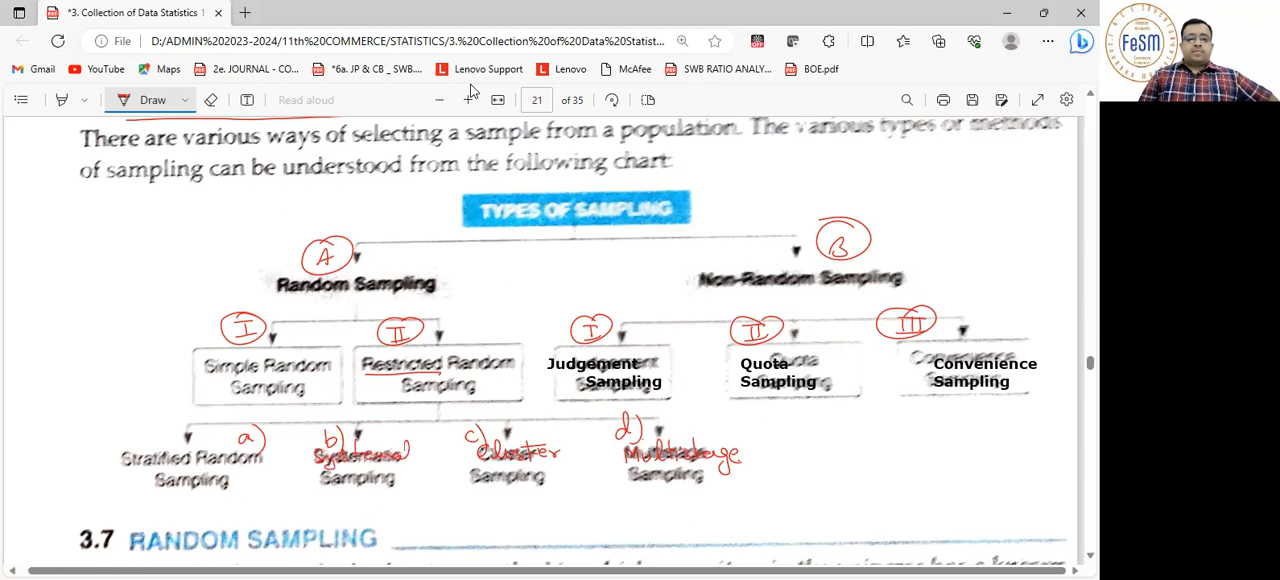 *3. Collection of Data Statistics 1
File D:/ADMIN%202023-2024/11th%20COMMERCE/STATISTICS/3.%20Collection%20of%20Data%20Statist...
Gmail YouTube Maps 2e. JOURNAL - CO... *6a. JP & CB _ SWB... Lenovo Support Lenovo McAfee SWB RATIO ANALY... BOE.pdf
Draw Read aloud 21 of 35
FeSM
There are various ways of selecting a sample from a population. The various types or methods
of sampling can be understood from the following chart:
TYPES OF SAMPLING
A B
Random Sampling Non-Random Sampling
I II I II III
Simple Random Restricted Random Judgement Quota Convenience
Sampling Sampling Sampling Sampling Sampling
a) b) c) d)
Stratified Random Cluster Multistage
Sampling Sampling Sampling Sampling
3.7 RANDOM SAMPLING